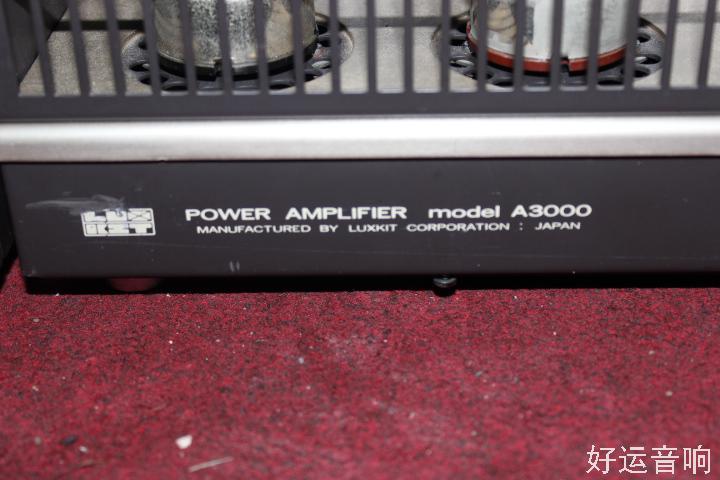 LUX
KIT
POWER AMPLIFIER model A3000
MANUFACTURED BY LUXKIT CORPORATION : JAPAN
好运音响